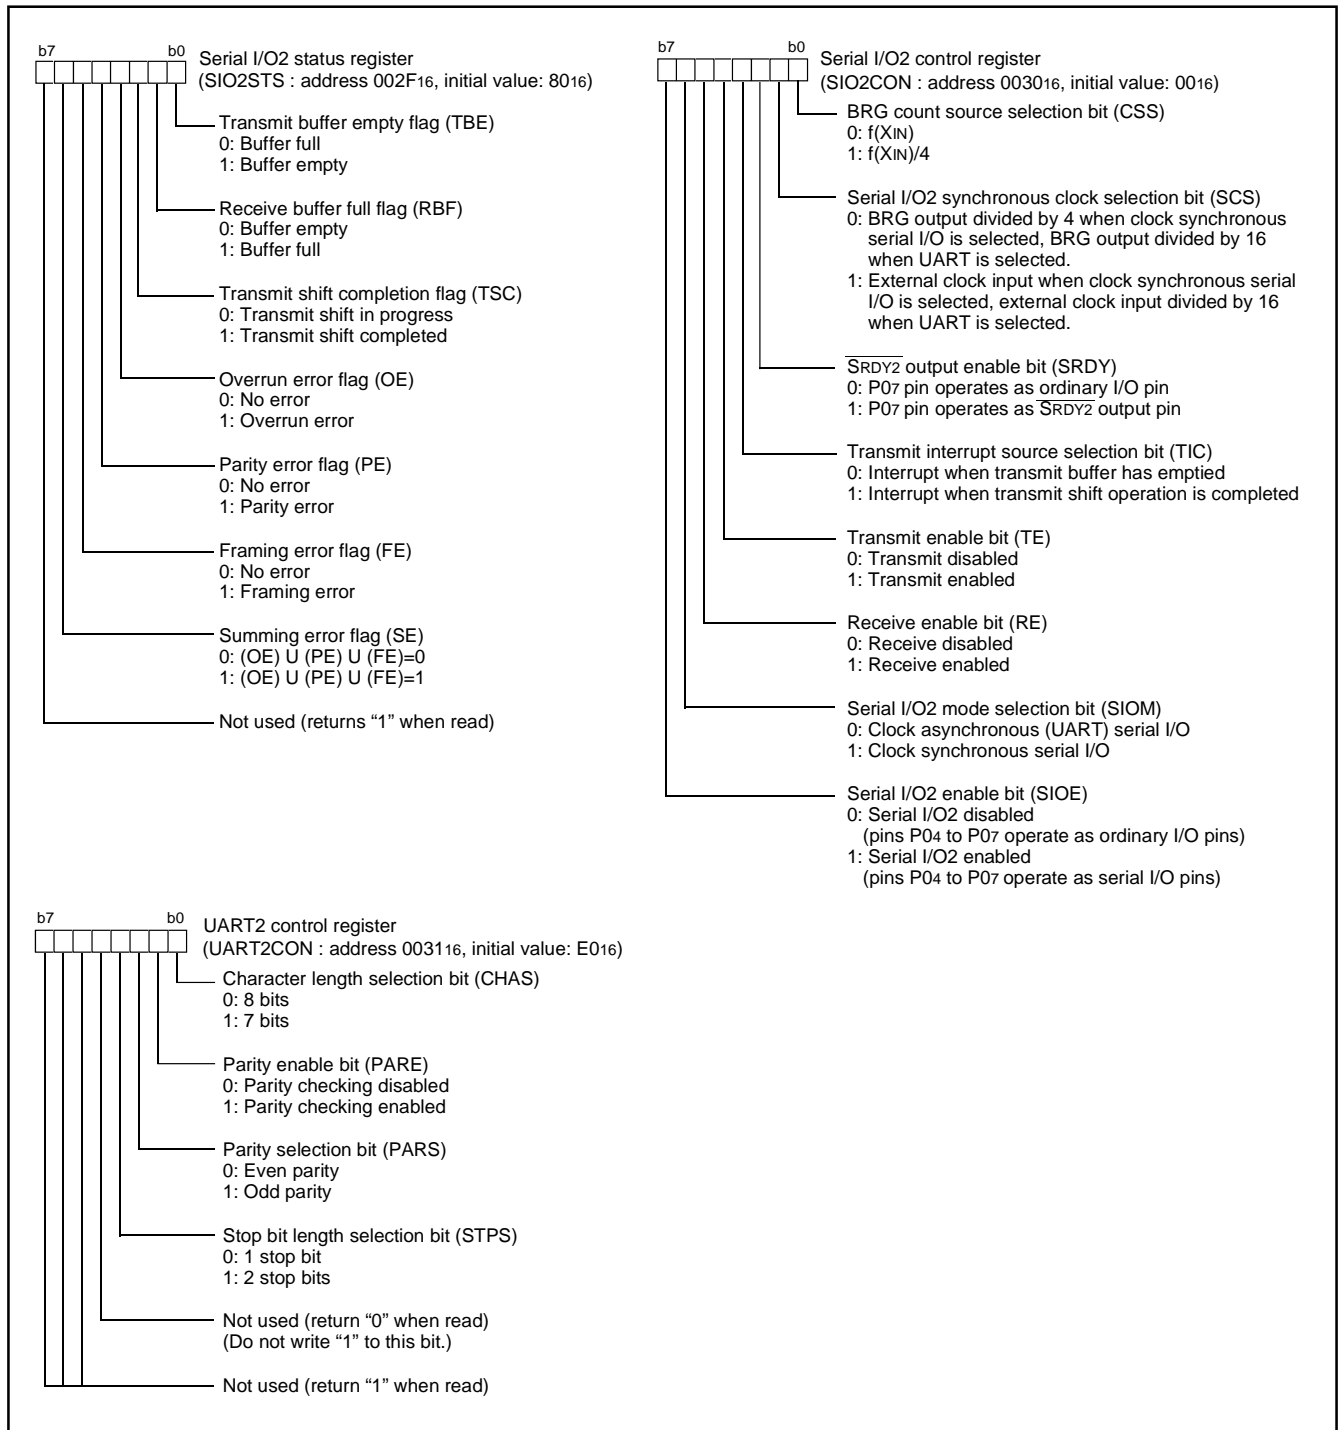 b7 b0 Serial I/O2 status register
(SIO2STS : address 002F16, initial value: 8016)
Transmit buffer empty flag (TBE)
0: Buffer full
1: Buffer empty
Receive buffer full flag (RBF)
0: Buffer empty
1: Buffer full
Transmit shift completion flag (TSC)
0: Transmit shift in progress
1: Transmit shift completed
Overrun error flag (OE)
0: No error
1: Overrun error
Parity error flag (PE)
0: No error
1: Parity error
Framing error flag (FE)
0: No error
1: Framing error
Summing error flag (SE)
0: (OE) U (PE) U (FE)=0
1: (OE) U (PE) U (FE)=1
Not used (returns “1” when read)
b7 b0 Serial I/O2 control register
(SIO2CON : address 003016, initial value: 0016)
BRG count source selection bit (CSS)
0: f(XIN)
1: f(XIN)/4
Serial I/O2 synchronous clock selection bit (SCS)
0: BRG output divided by 4 when clock synchronous
serial I/O is selected, BRG output divided by 16
when UART is selected.
1: External clock input when clock synchronous serial
I/O is selected, external clock input divided by 16
when UART is selected.
SRDY2 output enable bit (SRDY)
0: P07 pin operates as ordinary I/O pin
1: P07 pin operates as SRDY2 output pin
Transmit interrupt source selection bit (TIC)
0: Interrupt when transmit buffer has emptied
1: Interrupt when transmit shift operation is completed
Transmit enable bit (TE)
0: Transmit disabled
1: Transmit enabled
Receive enable bit (RE)
0: Receive disabled
1: Receive enabled
Serial I/O2 mode selection bit (SIOM)
0: Clock asynchronous (UART) serial I/O
1: Clock synchronous serial I/O
Serial I/O2 enable bit (SIOE)
0: Serial I/O2 disabled
(pins P04 to P07 operate as ordinary I/O pins)
1: Serial I/O2 enabled
(pins P04 to P07 operate as serial I/O pins)
b7 b0 UART2 control register
(UART2CON : address 003116, initial value: E016)
Character length selection bit (CHAS)
0: 8 bits
1: 7 bits
Parity enable bit (PARE)
0: Parity checking disabled
1: Parity checking enabled
Parity selection bit (PARS)
0: Even parity
1: Odd parity
Stop bit length selection bit (STPS)
0: 1 stop bit
1: 2 stop bits
Not used (return “0” when read)
(Do not write “1” to this bit.)
Not used (return “1” when read)